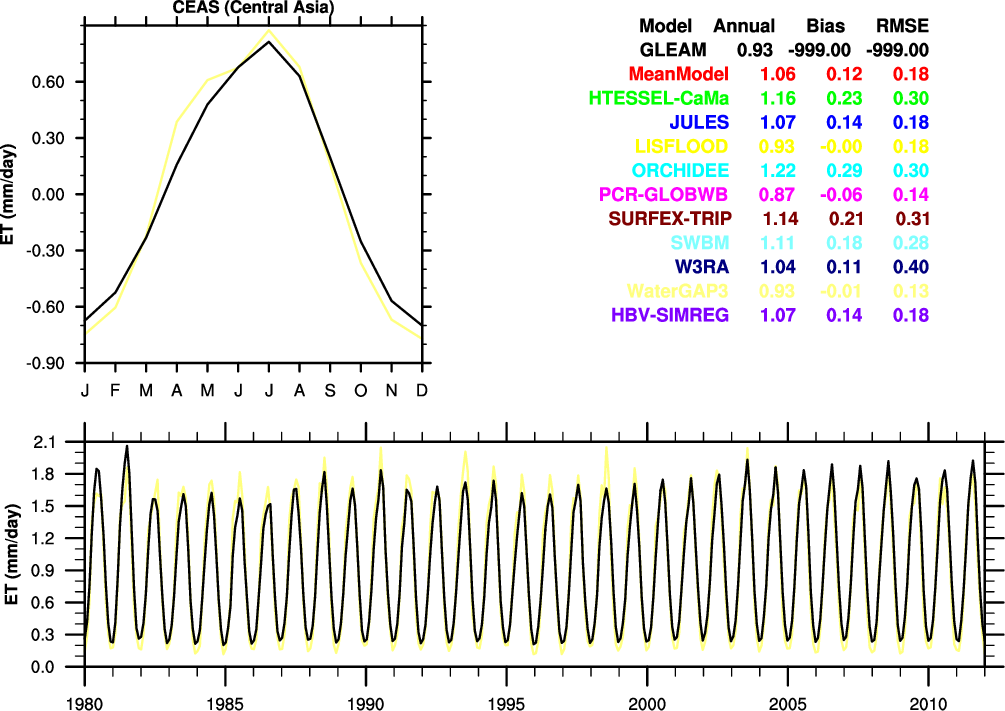 CEAS (Central Asia)
ET (mm/day)
0.60
0.30
0.00
-0.30
-0.60
-0.90
J F M A M J J A S O N D
Model Annual Bias RMSE
GLEAM 0.93 -999.00 -999.00
MeanModel 1.06 0.12 0.18
HTESSEL-CaMa 1.16 0.23 0.30
JULES 1.07 0.14 0.18
LISFLOOD 0.93 -0.00 0.18
ORCHIDEE 1.22 0.29 0.30
PCR-GLOBWB 0.87 -0.06 0.14
SURFEX-TRIP 1.14 0.21 0.31
SWBM 1.11 0.18 0.28
W3RA 1.04 0.11 0.40
WaterGAP3 0.93 -0.01 0.13
HBV-SIMREG 1.07 0.14 0.18
ET (mm/day)
2.1
1.8
1.5
1.2
0.9
0.6
0.3
0.0
1980 1985 1990 1995 2000 2005 2010